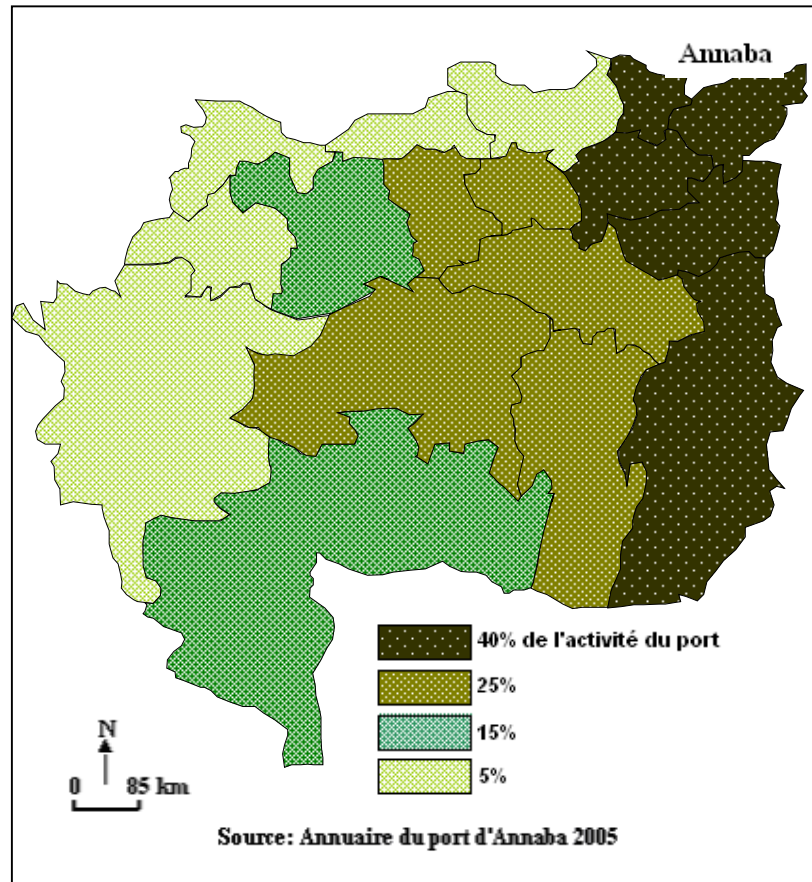 Annaba
40% de l'activité du port
25%
15%
5%
N
0 85 km
Source: Annuaire du port d'Annaba 2005